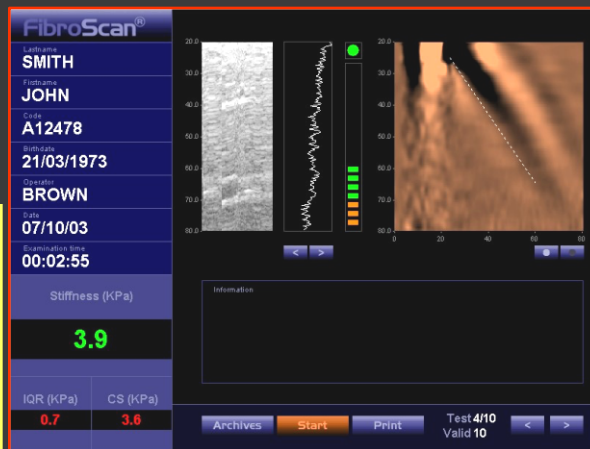 FibroScan®
Lastname
SMITH
Firstname
JOHN
Code
A12478
Birthdate
21/03/1973
Operator
BROWN
Date
07/10/03
Examination time
00:02:55
Stiffness (KPa)
3.9
IQR (KPa) CS (KPa)
0.7 3.6
20.0 20.0
30.0 30.0
40.0 40.0
50.0 50.0
60.0 60.0
70.0 70.0
80.0 80.0
0 20 40 60 80
< >
Information
Archives Start Print
Test 4/10
Valid 10
< >